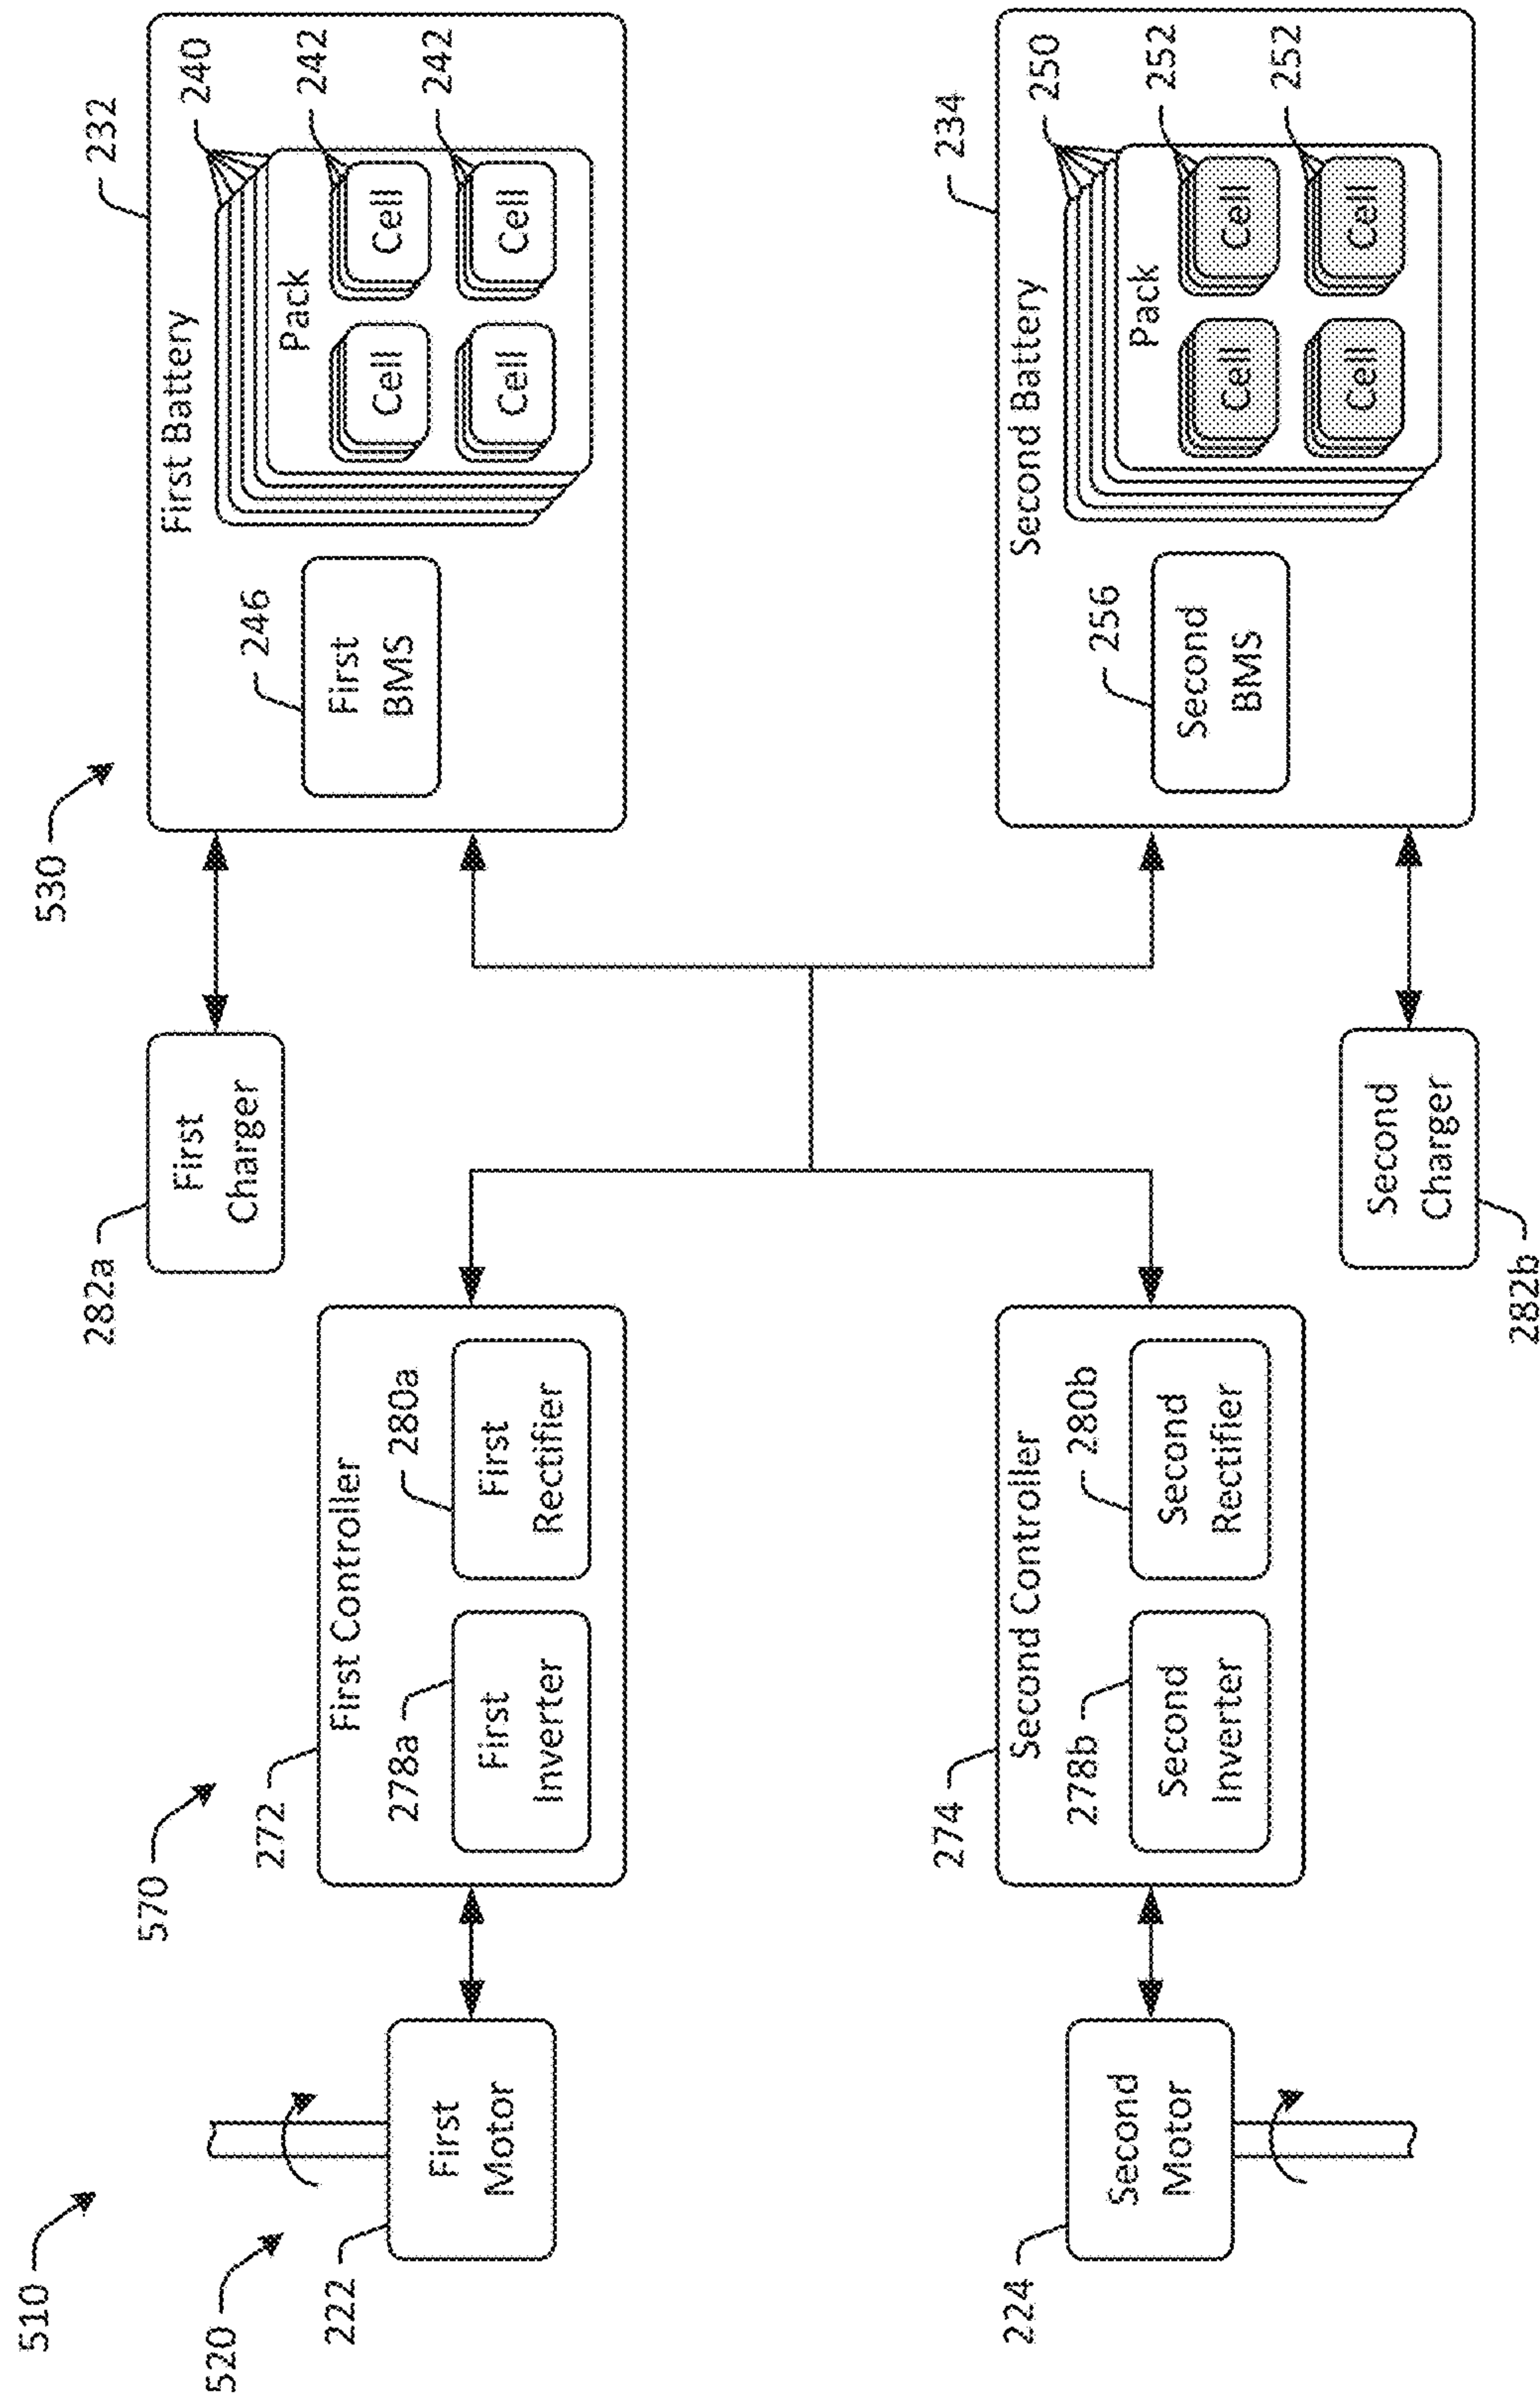 510
520
570
530
222
First
Motor
272
First Controller
278a
First
Inverter
280a
First
Rectifier
282a
First
Charger
232
First Battery
246
First
BMS
240
Pack
242
242
Cell
Cell
Cell
Cell
224
Second
Motor
274
Second Controller
278b
Second
Inverter
280b
Second
Rectifier
282b
Second
Charger
234
Second Battery
256
Second
BMS
250
Pack
252
252
Cell
Cell
Cell
Cell